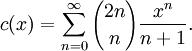 c(x) = \sum_{n=0}^{\infty} \binom{2n}{n} \frac{x^n}{n+1}.